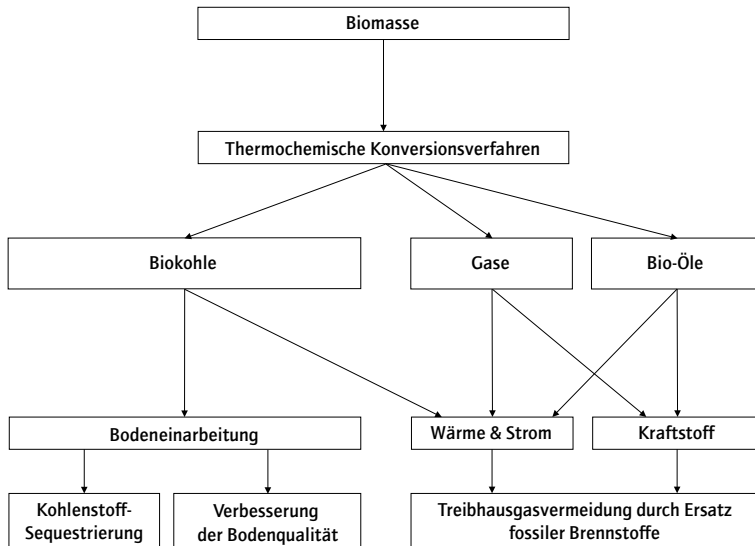 Biomasse
Thermochemische Konversionsverfahren
Biokohle
Gase
Bio-Öle
Bodeneinarbeitung
Wärme & Strom
Kraftstoff
Kohlenstoff-
Sequestrierung
Verbesserung
der Bodenqualität
Treibhausgasvermeidung durch Ersatz
fossiler Brennstoffe